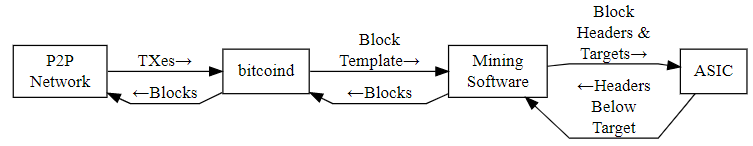 P2P
Network
TXes→
←Blocks
bitcoind
Block
Template→
←Blocks
Mining
Software
Block
Headers &
Targets→
←Headers
Below
Target
ASIC